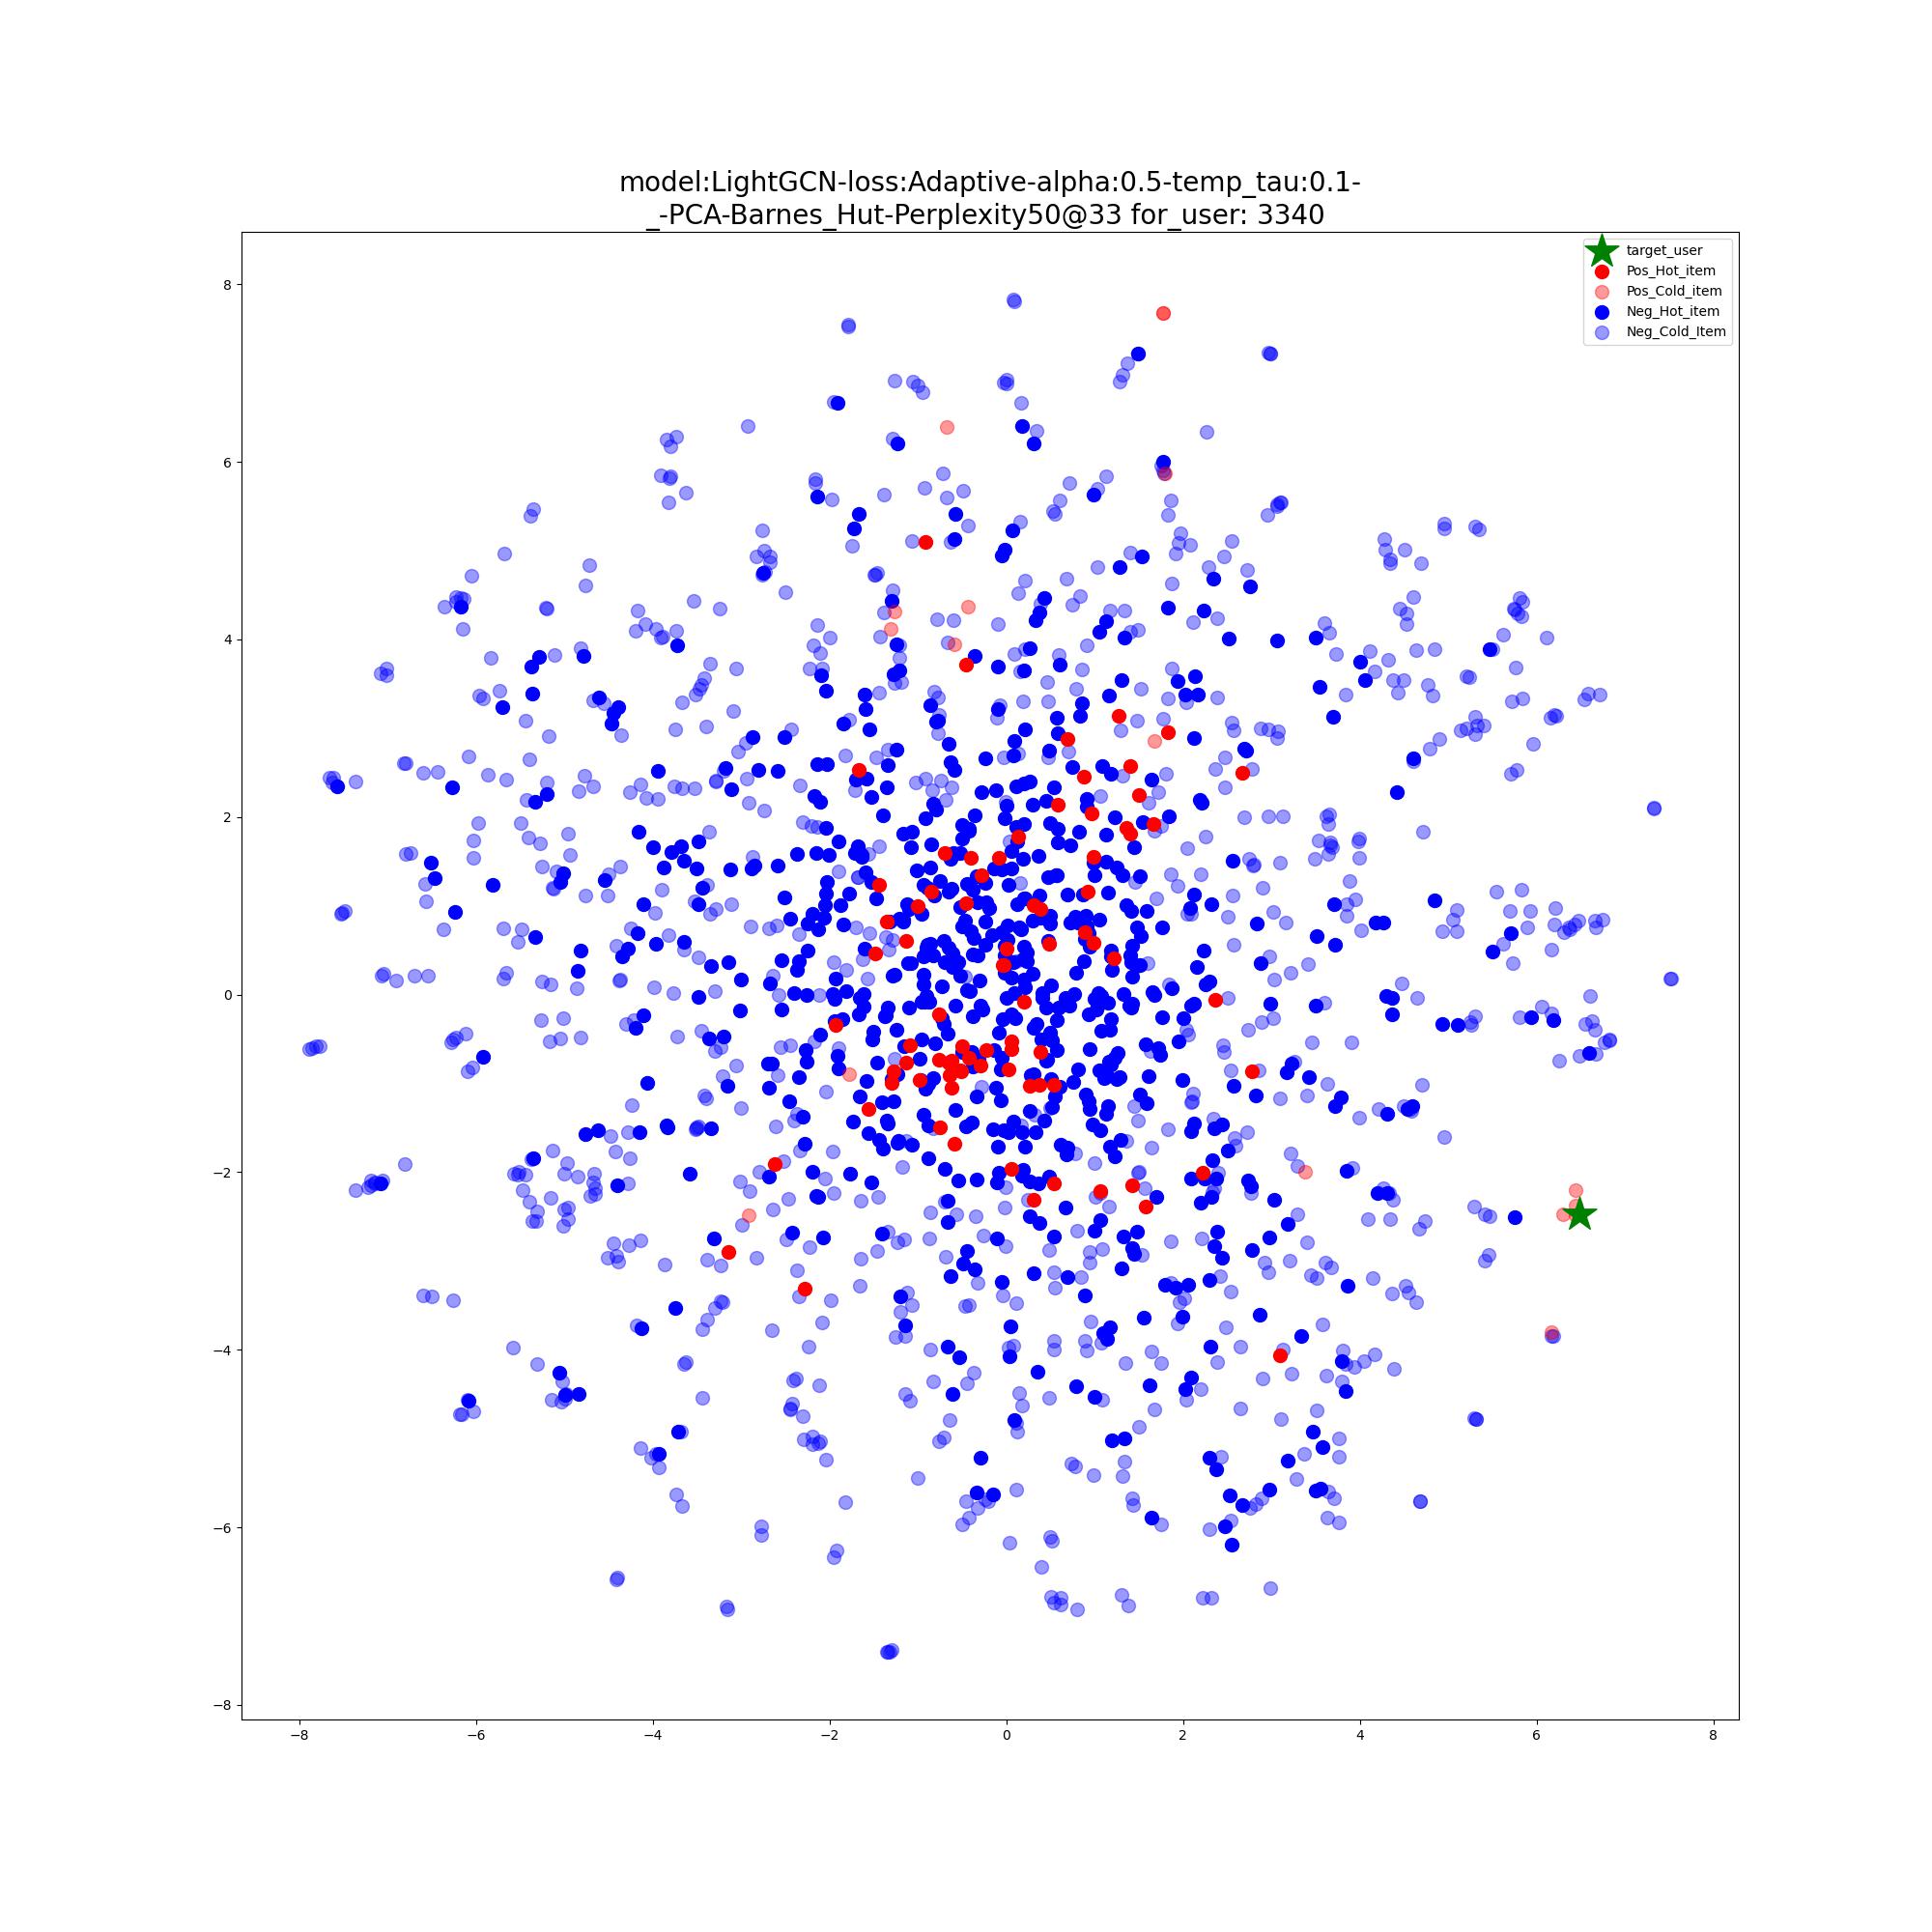 model:LightGCN-loss:Adaptive-alpha:0.5-temp_tau:0.1-
_-PCA-Barnes_Hut-Perplexity50@33 for_user: 3340
target_user
Pos_Hot_item
Pos_Cold_item
Neg_Hot_item
Neg_Cold_Item
8
6
4
2
0
−2
−4
−6
−8
−8 −6 −4 −2 0 2 4 6 8